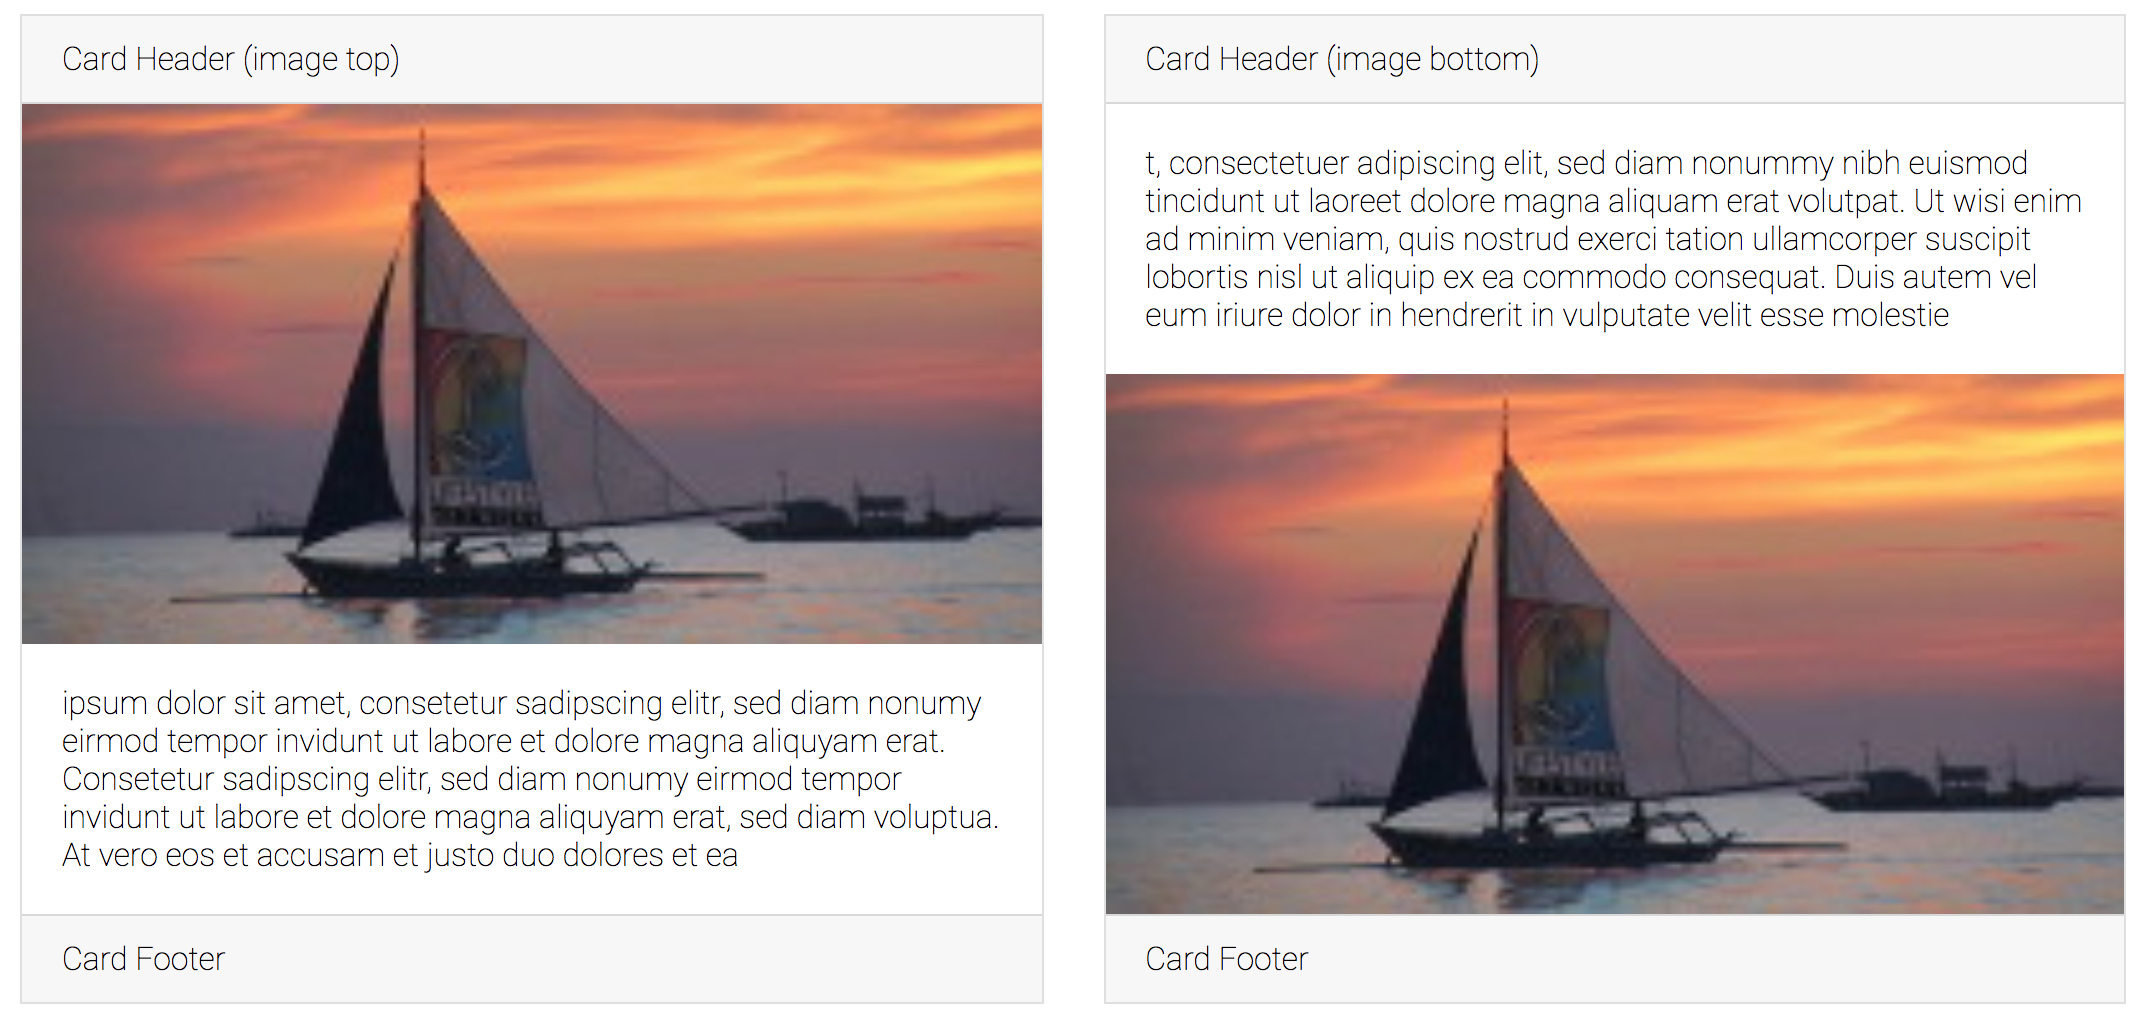 Card Header (image top)
ipsum dolor sit amet, consetetur sadipscing elitr, sed diam nonumy
eirmod tempor invidunt ut labore et dolore magna aliquyam erat.
Consetetur sadipscing elitr, sed diam nonumy eirmod tempor
invidunt ut labore et dolore magna aliquyam erat, sed diam voluptua.
At vero eos et accusam et justo duo dolores et ea
Card Footer
Card Header (image bottom)
t, consectetuer adipiscing elit, sed diam nonummy nibh euismod
tincidunt ut laoreet dolore magna aliquam erat volutpat. Ut wisi enim
ad minim veniam, quis nostrud exerci tation ullamcorper suscipit
lobortis nisl ut aliquip ex ea commodo consequat. Duis autem vel
eum iriure dolor in hendrerit in vulputate velit esse molestie
Card Footer